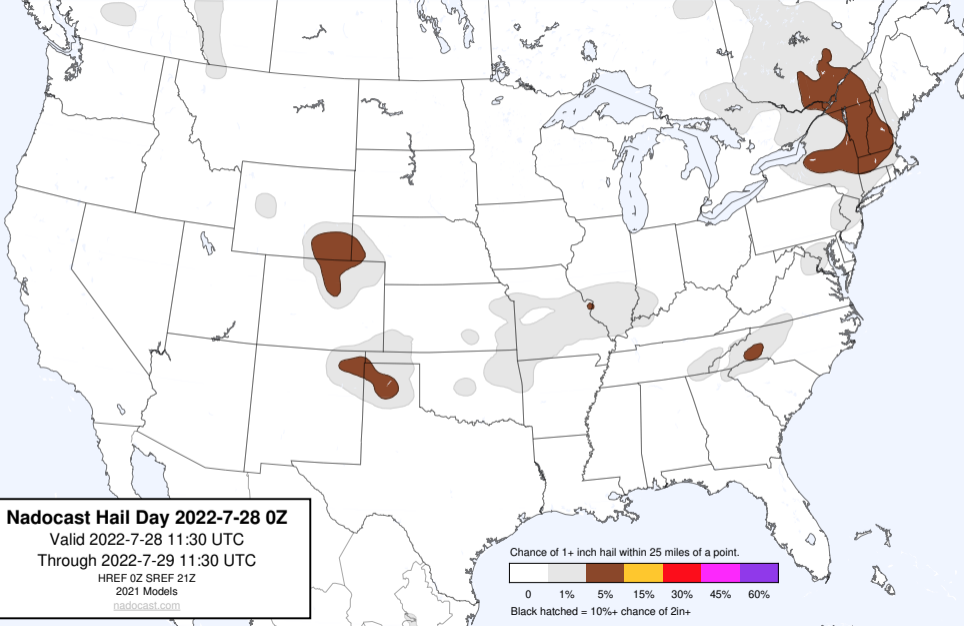 Nadocast Hail Day 2022-7-28 0Z
Valid 2022-7-28 11:30 UTC
Through 2022-7-29 11:30 UTC
HREF 0Z SREF 21Z
2021 Models
nadocast.com
Chance of 1+ inch hail within 25 miles of a point.
0 1% 5% 15% 30% 45% 60%
Black hatched = 10%+ chance of 2in+